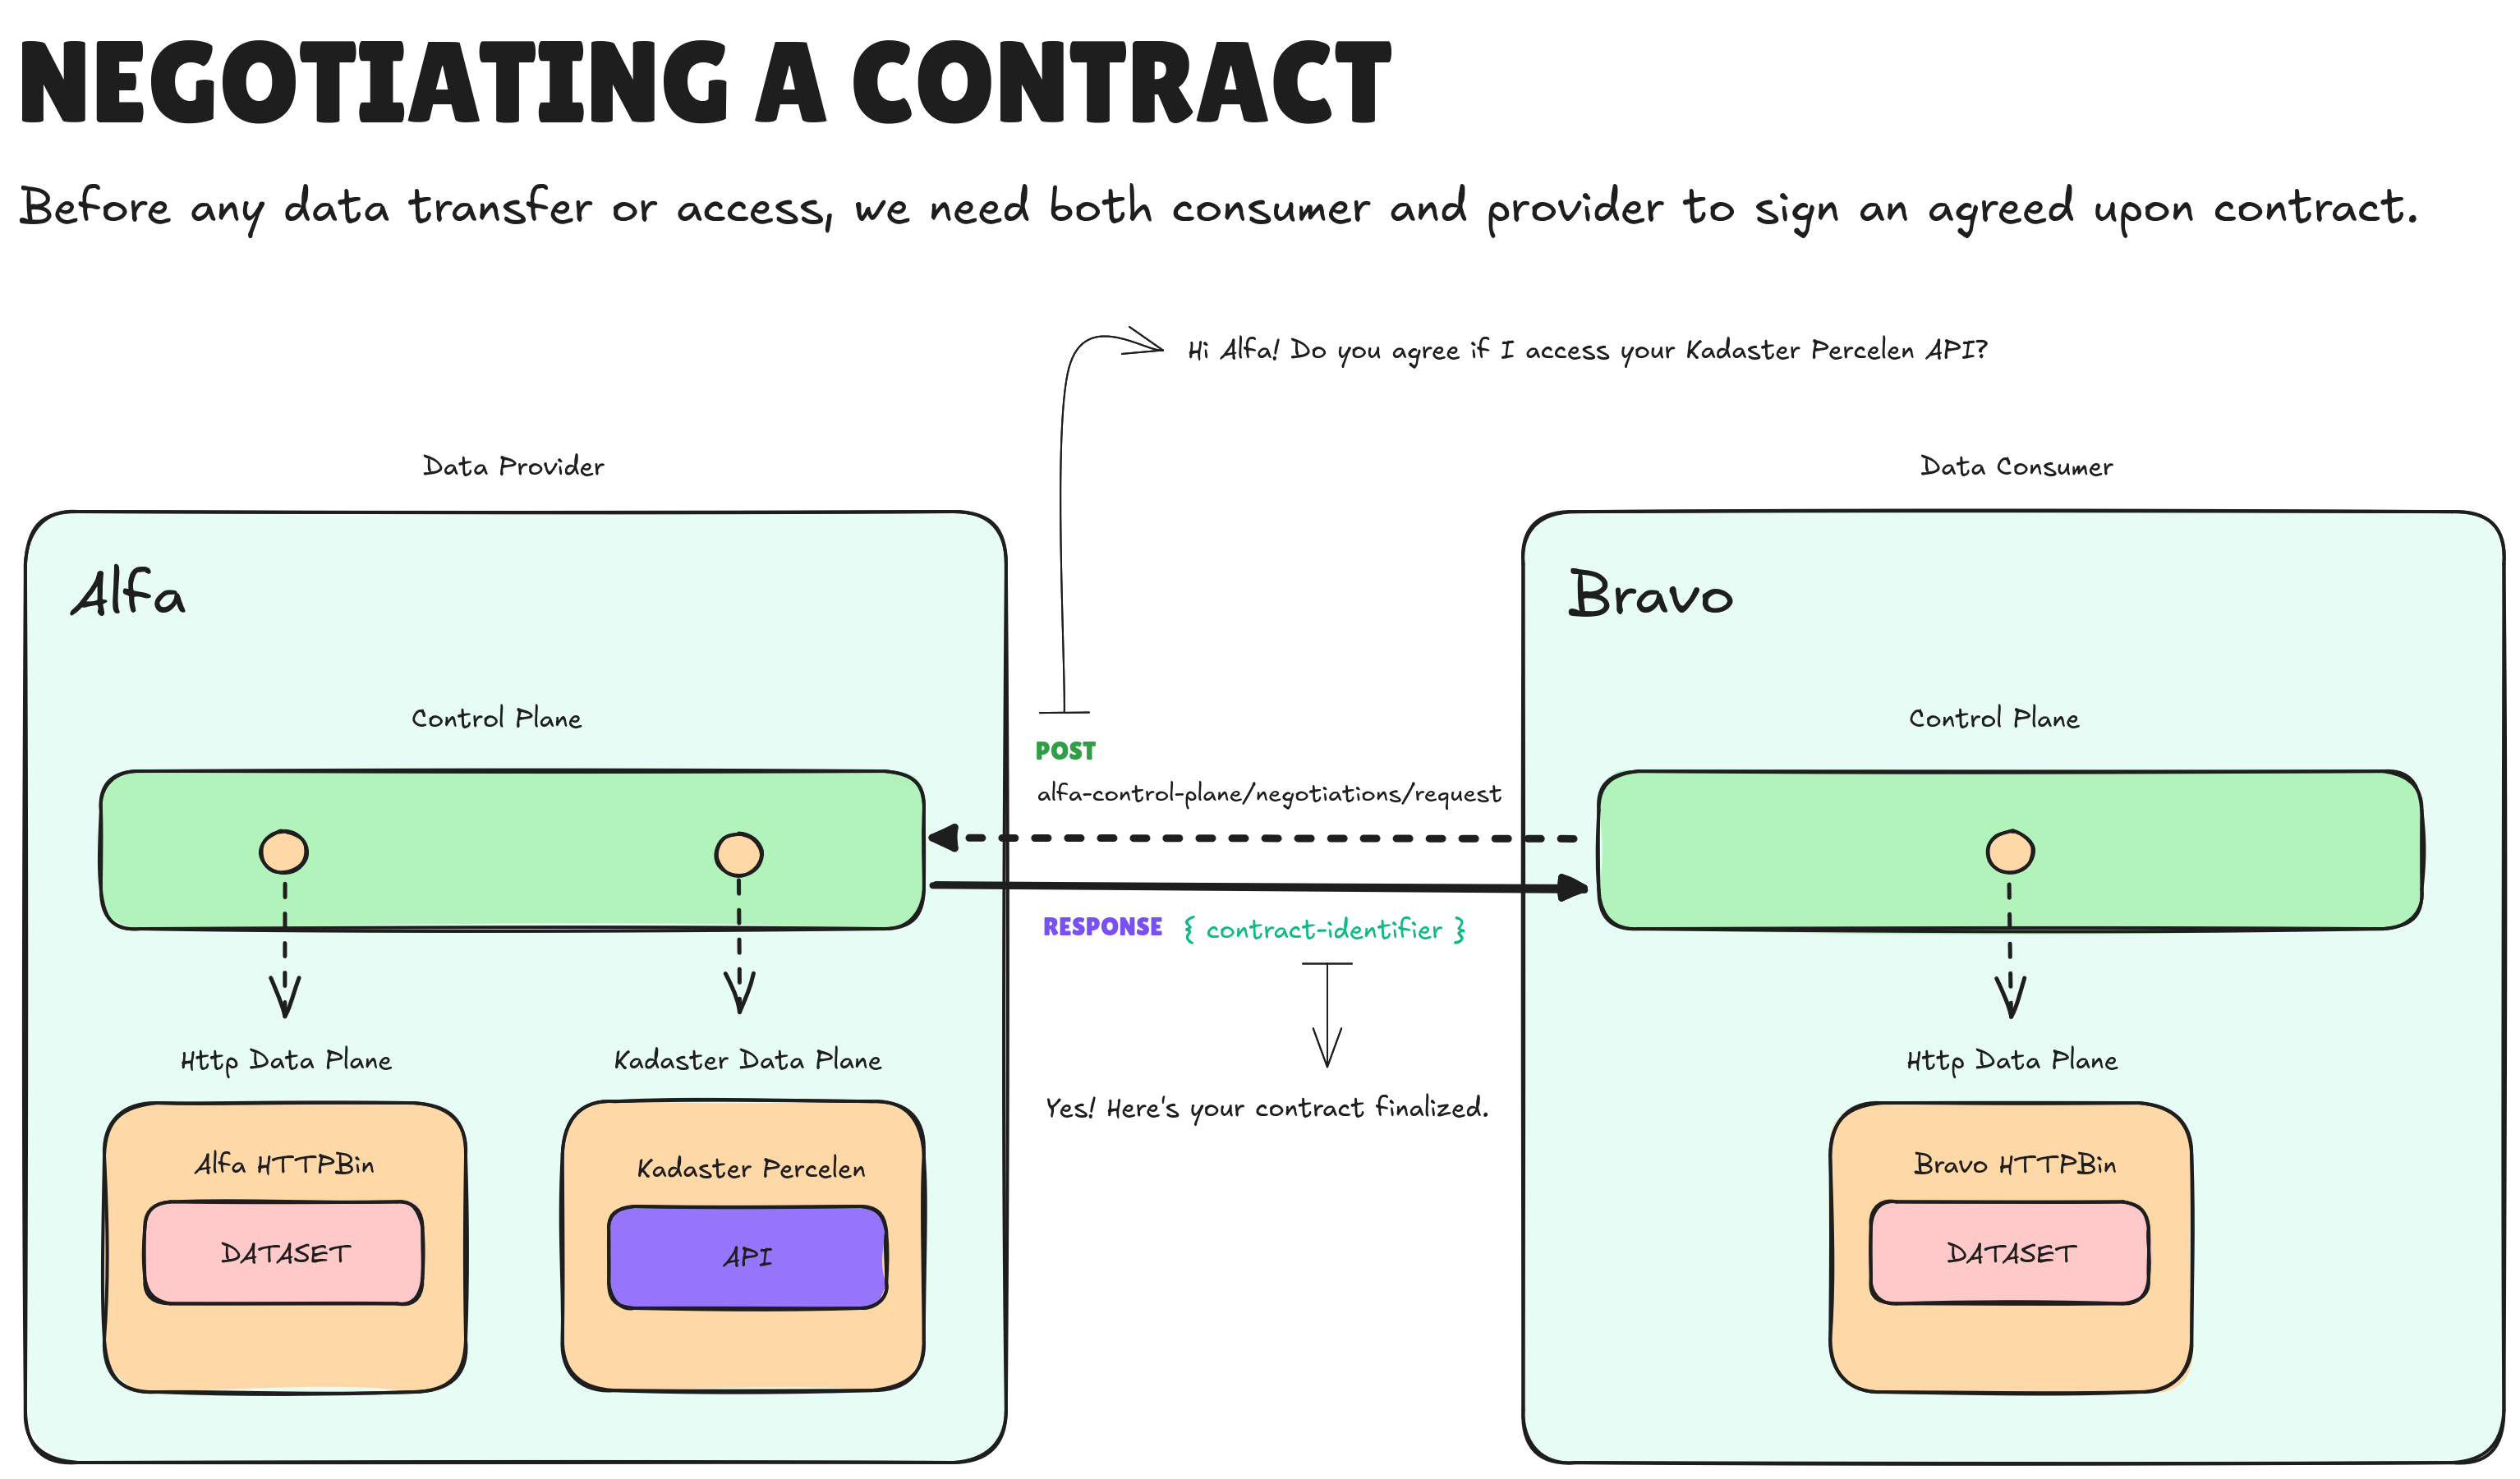 NEGOTIATING A CONTRACT
Before any data transfer or access, we need both consumer and provider to sign an agreed upon contract.
Hi Alfa! Do you agree if I access your Kadaster Percelen API?
Data Provider
Data Consumer
Alfa
Bravo
Control Plane
Control Plane
POST
alfa-control-plane/negotiations/request
RESPONSE { contract-identifier }
Http Data Plane
Kadaster Data Plane
Http Data Plane
Yes! Here's your contract finalized.
Alfa HTTPBin
Kadaster Percelen
Bravo HTTPBin
DATASET
API
DATASET